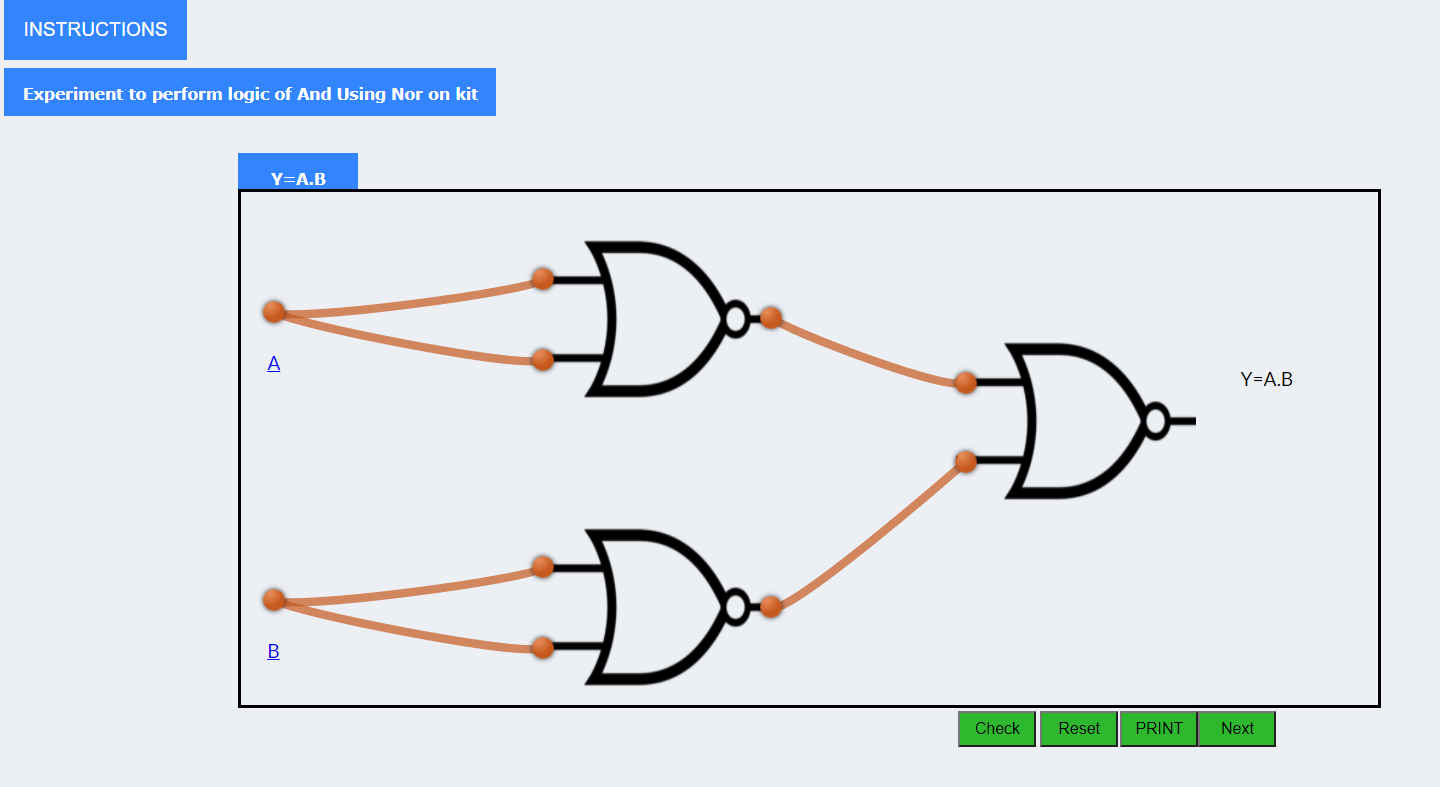 INSTRUCTIONS
Experiment to perform logic of And Using Nor on kit
Y=A.B
A
Y=A.B
B
Check Reset PRINT Next